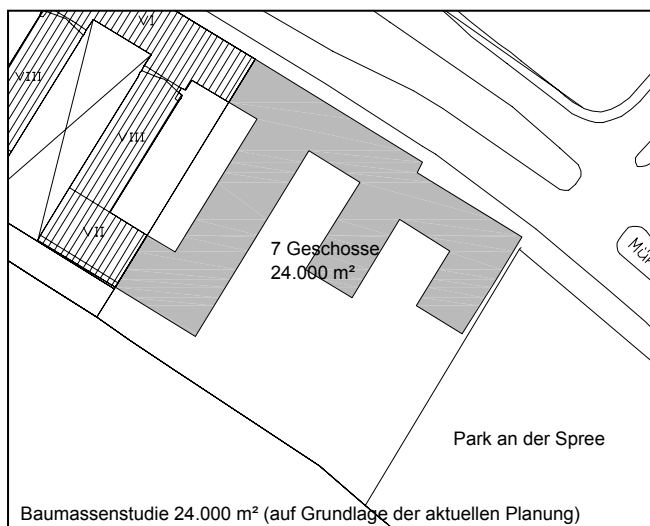 VI
VIII
VIII
VII
7 Geschosse
24.000 m²
Park an der Spree
Baumassenstudie 24.000 m² (auf Grundlage der aktuellen Planung)